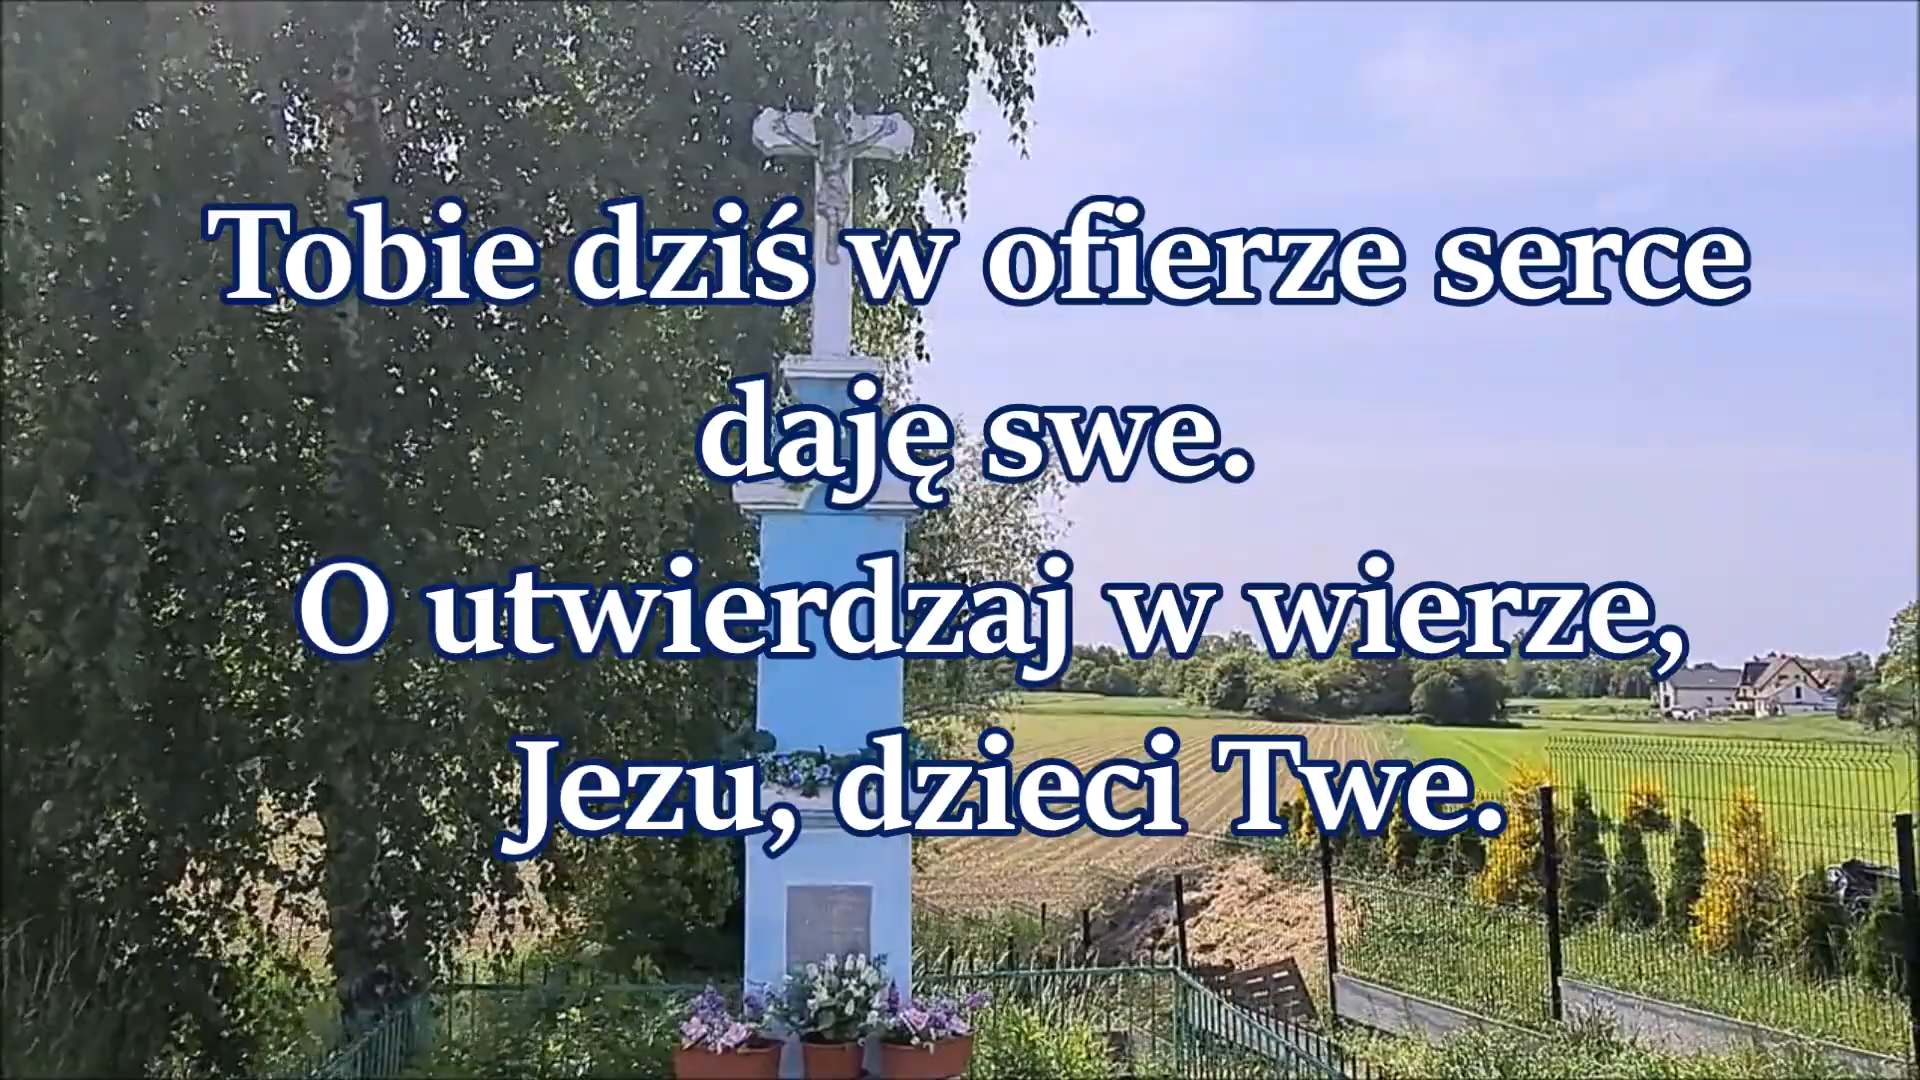 Tobie dziś w ofierze serce
daję swe.
O utwierdzaj w wierze,
Jezu, dzieci Twe.